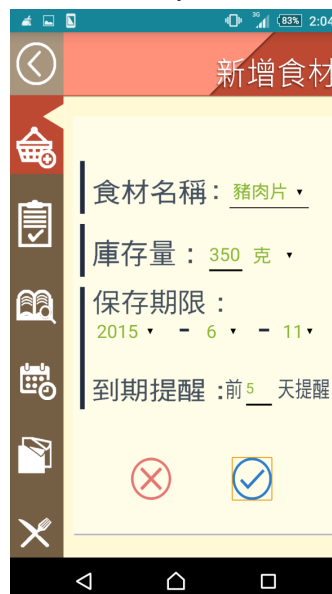 3G 83% 2:04
新增食材
食材名稱：豬肉片
庫存量：350 克
保存期限：
2015 - 6 - 11
到期提醒：前5 天提醒